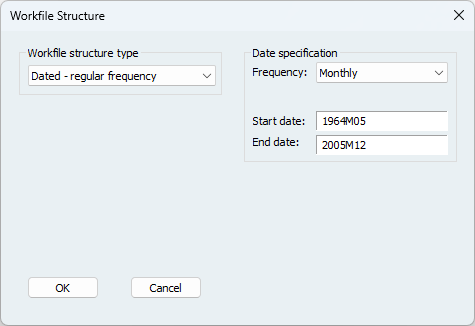 Workfile Structure
Workfile structure type
Dated - regular frequency
Date specification
Frequency: Monthly
Start date: 1964M05
End date: 2005M12
OK Cancel